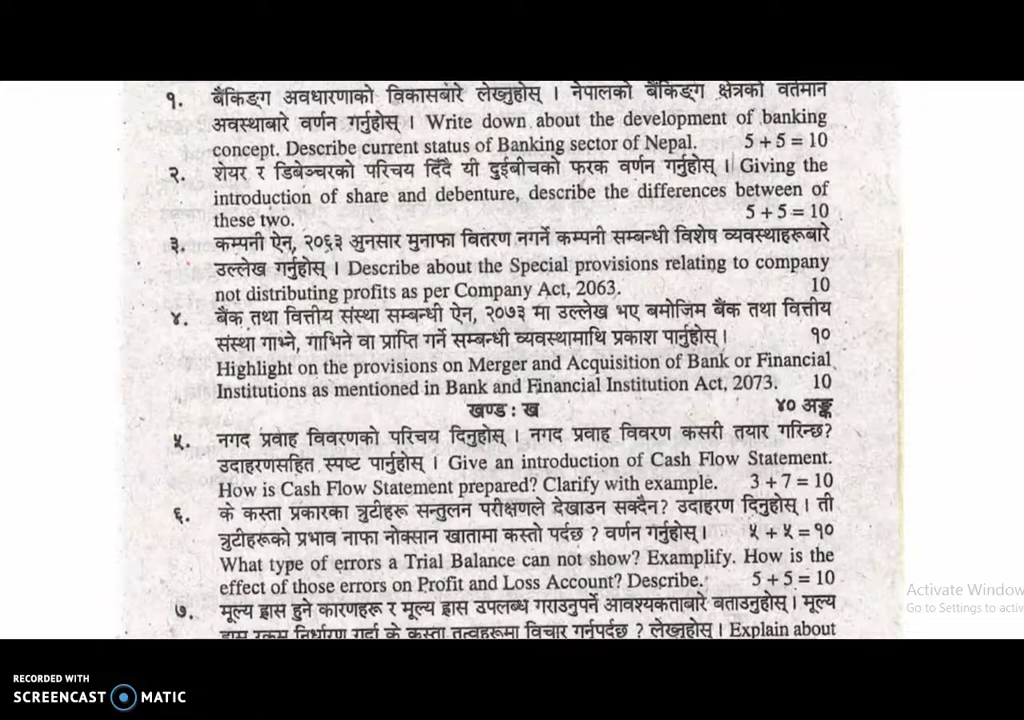 १. बैंकिङ्ग अवधारणाको विकासबारे लेख्नुहोस् । नेपालको बैंकिङ्ग क्षेत्रको वर्तमान
अवस्थाबारे वर्णन गर्नुहोस् । Write down about the development of banking
concept. Describe current status of Banking sector of Nepal. 5 + 5 = 10
२. शेयर र डिबेञ्चरको परिचय दिँदै यी दुईबीचको फरक वर्णन गर्नुहोस् । Giving the
introduction of share and debenture, describe the differences between of
these two. 5 + 5 = 10
३. कम्पनी ऐन, २०६३ अनुसार मुनाफा वितरण नगर्ने कम्पनी सम्बन्धी विशेष व्यवस्थाहरूबारे
उल्लेख गर्नुहोस् । Describe about the Special provisions relating to company
not distributing profits as per Company Act, 2063. 10
४. बैंक तथा वित्तीय संस्था सम्बन्धी ऐन, २०७३ मा उल्लेख भए बमोजिम बैंक तथा वित्तीय
संस्था गाभ्ने, गाभिने वा प्राप्ति गर्ने सम्बन्धी व्यवस्थामाथि प्रकाश पार्नुहोस् । १०
Highlight on the provisions on Merger and Acquisition of Bank or Financial
Institutions as mentioned in Bank and Financial Institution Act, 2073. 10
खण्ड : ख ४० अङ्क
५. नगद प्रवाह विवरणको परिचय दिनुहोस् । नगद प्रवाह विवरण कसरी तयार गरिन्छ?
उदाहरणसहित स्पष्ट पार्नुहोस् । Give an introduction of Cash Flow Statement.
How is Cash Flow Statement prepared? Clarify with example. 3 + 7 = 10
६. के कस्ता प्रकारका त्रुटीहरू सन्तुलन परीक्षणले देखाउन सक्दैन? उदाहरण दिनुहोस् । ती
त्रुटीहरूको प्रभाव नाफा नोक्सान खातामा कस्तो पर्दछ ? वर्णन गर्नुहोस् । ५ + ५ = १०
What type of errors a Trial Balance can not show? Examplify. How is the
effect of those errors on Profit and Loss Account? Describe. 5 + 5 = 10
७. मूल्य ह्रास हुने कारणहरू र मूल्य ह्रास उपलब्ध गराउनुपर्ने आवश्यकताबारे बताउनुहोस् । मूल्य
ह्रास रकम निर्धारण गर्दा के कस्ता तत्वहरूमा विचार गर्नुपर्दछ ? लेख्नुहोस् । Explain about
Activate Window
Go to Settings to activ
RECORDED WITH
SCREENCAST MATIC